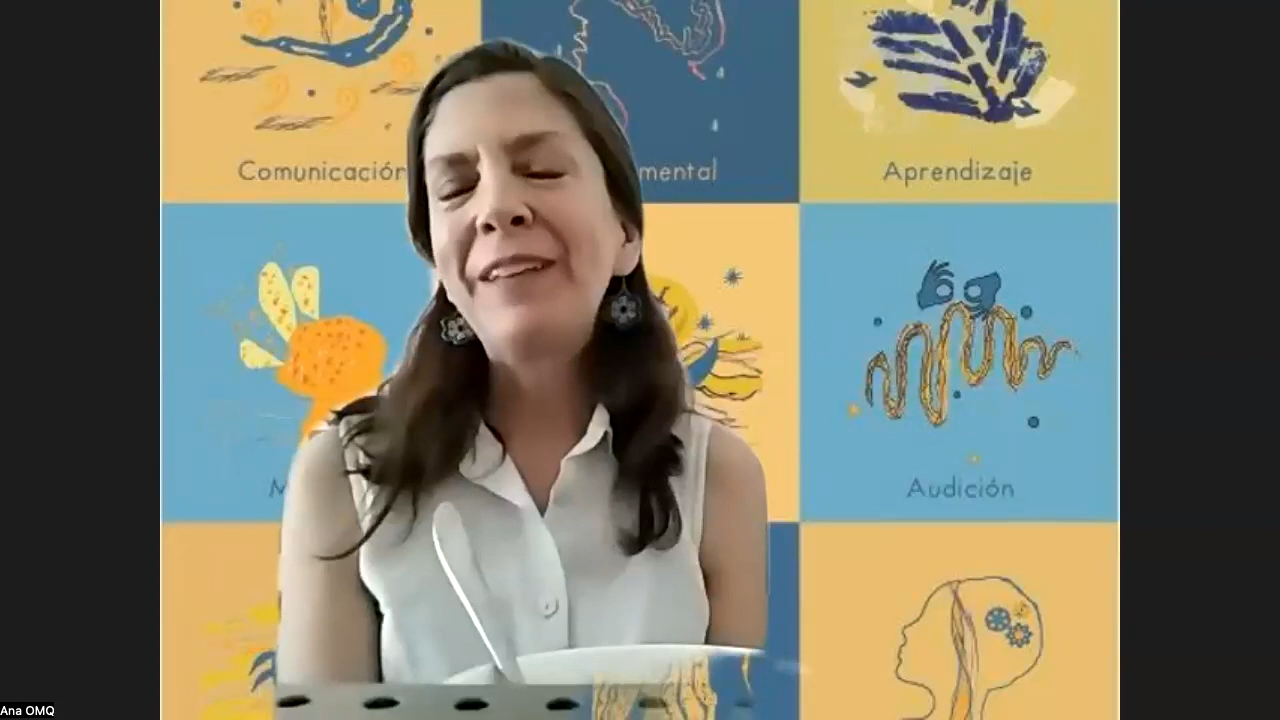 Comunicación
mental
Aprendizaje
Audición
Ana OMQ